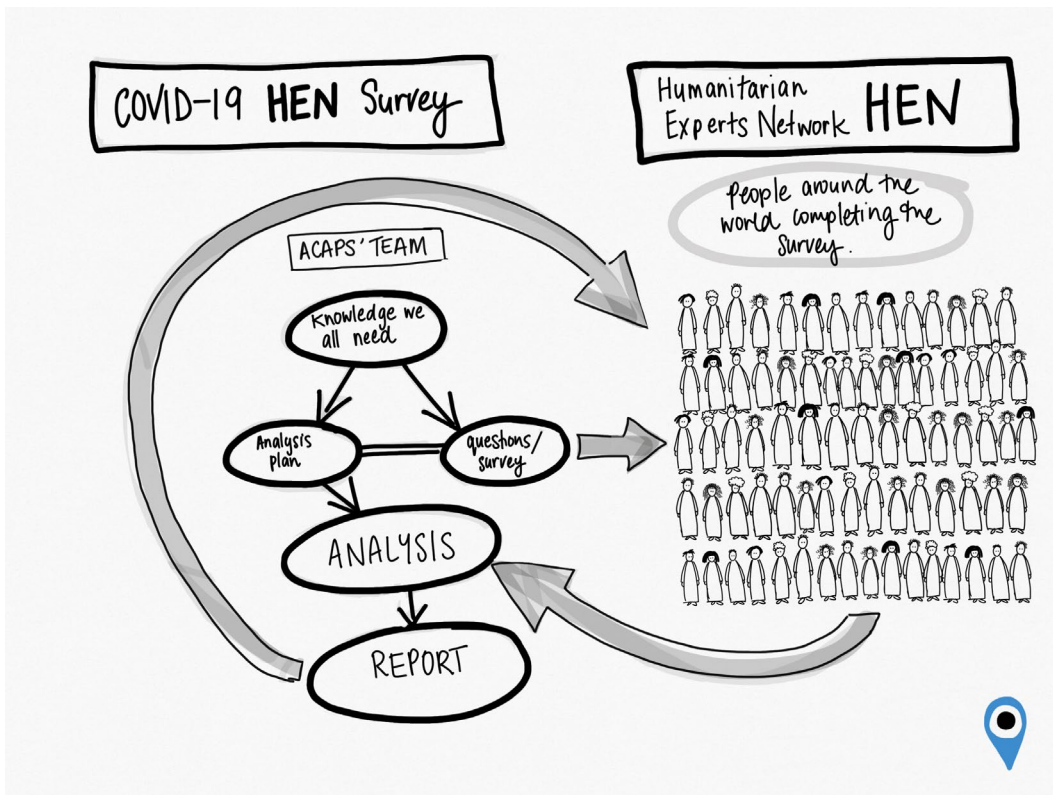 COVID-19 HEN Survey
Humanitarian
Experts Network HEN
People around the
world completing the
survey.
ACAPS' TEAM
Knowledge we
all need
Analysis
plan
questions/
survey
ANALYSIS
REPORT